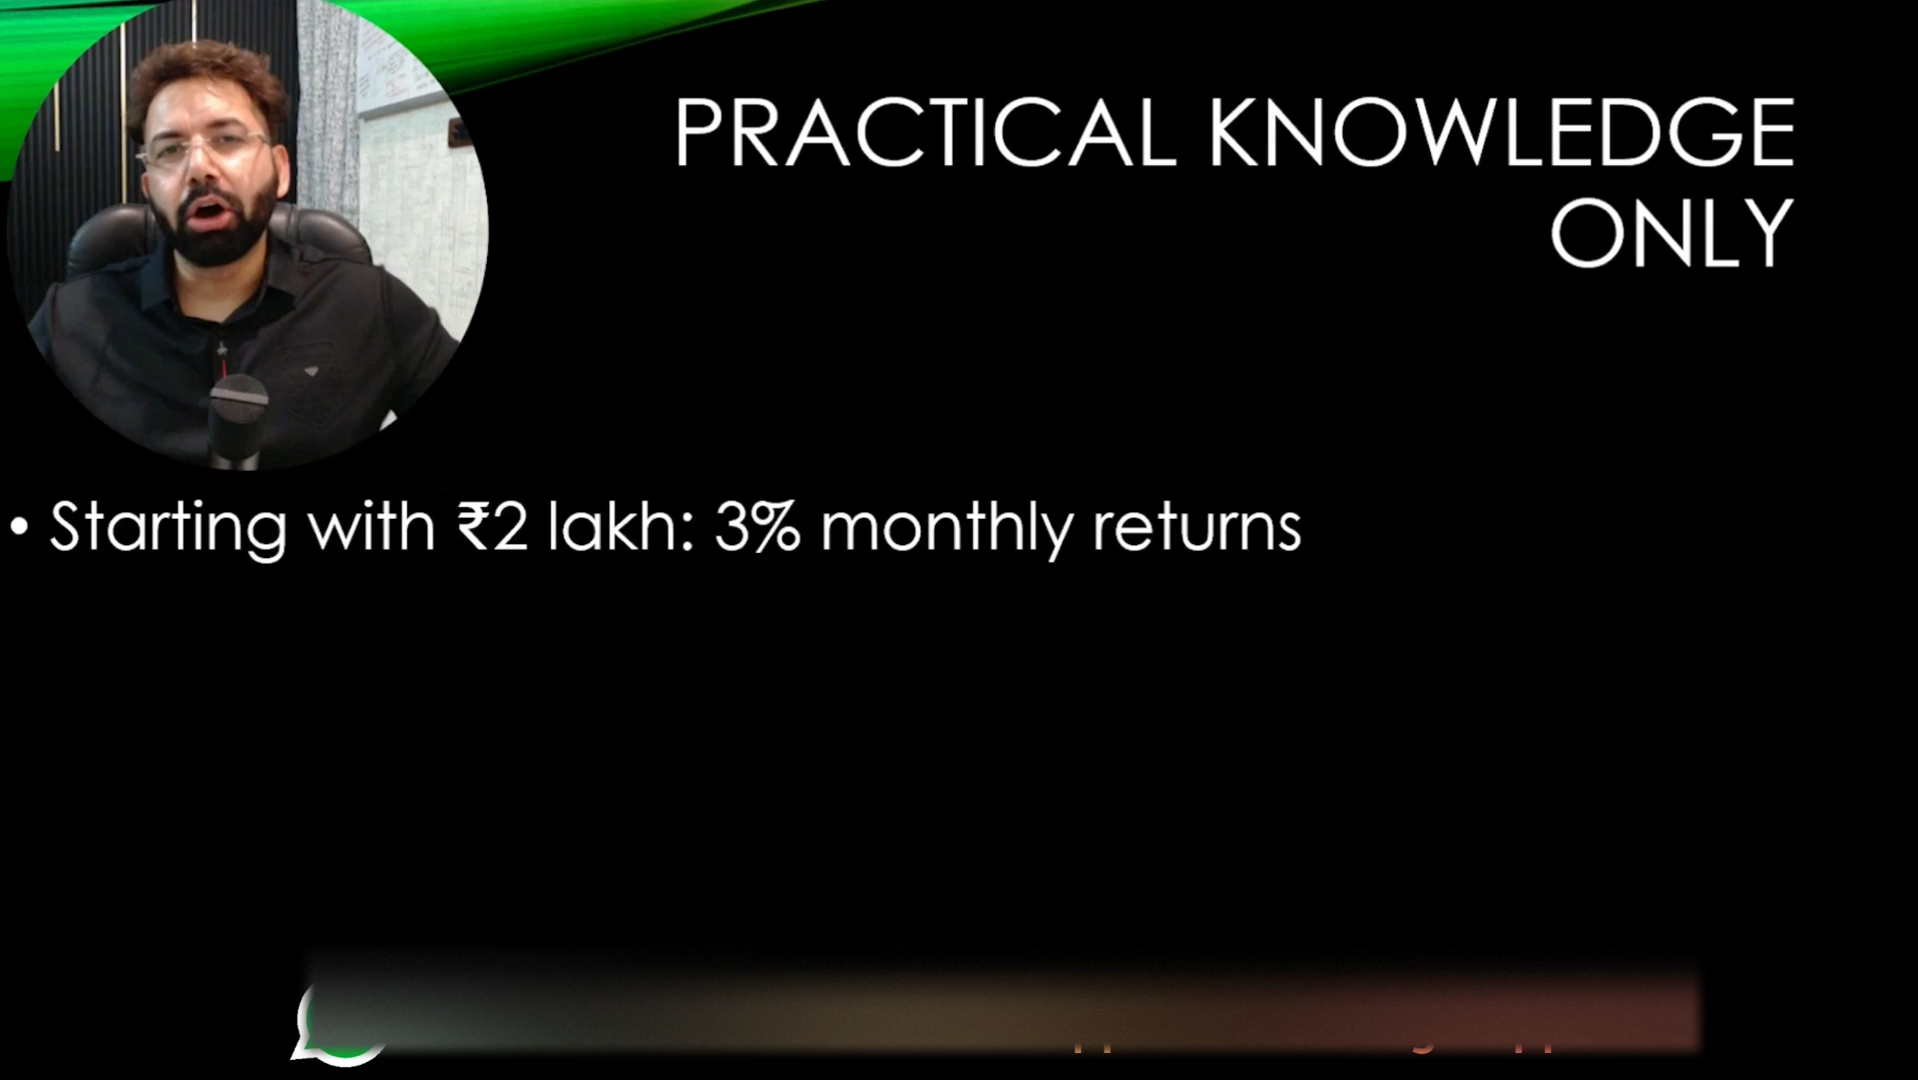 PRACTICAL KNOWLEDGE
ONLY
• Starting with ₹2 lakh: 3% monthly returns